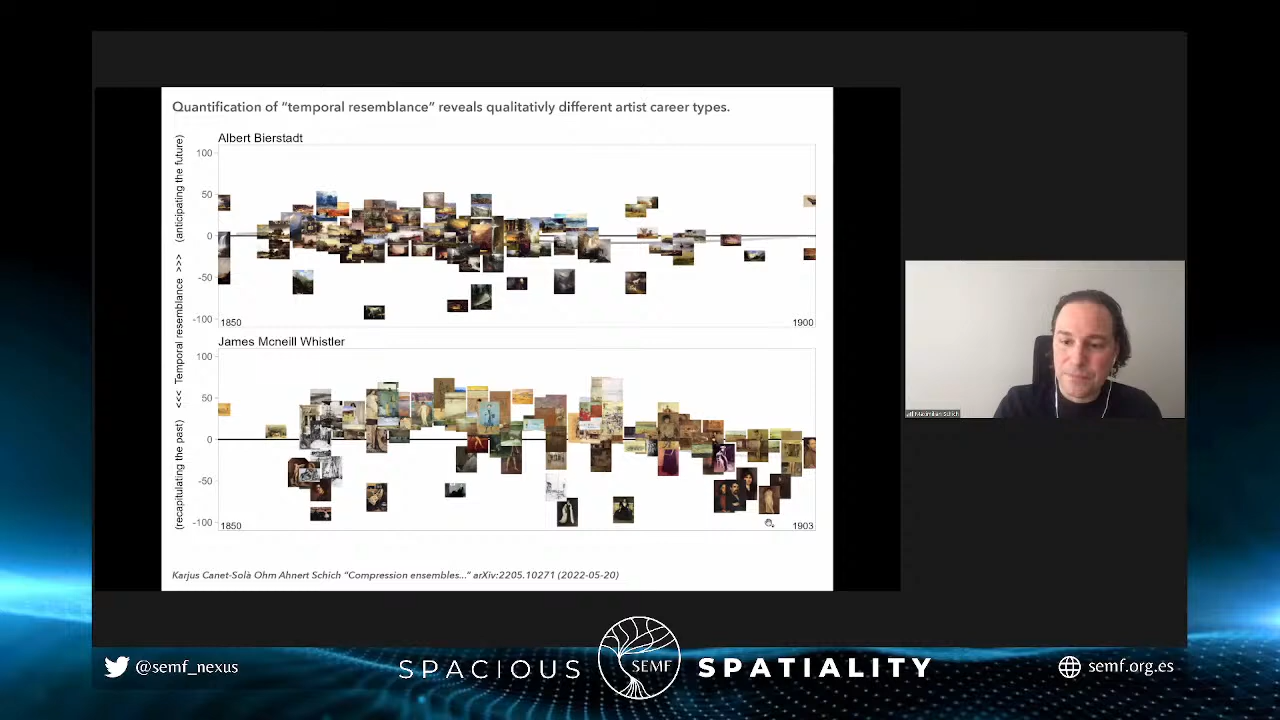 Quantification of “temporal resemblance” reveals qualitativly different artist career types.
(recapitulating the past) <<< Temporal resemblance >>> (anticipating the future)
Albert Bierstadt
100
50
0
-50
-100
1850 1900
James Mcneill Whistler
100
50
0
-50
-100
1850 1903
Karjus Canet-Solà Ohm Ahnert Schich “Compression ensembles...” arXiv:2205.10271 (2022-05-20)
Maximilian Schich
@semf_nexus
SPACIOUS SEMF SPATIALITY
semf.org.es